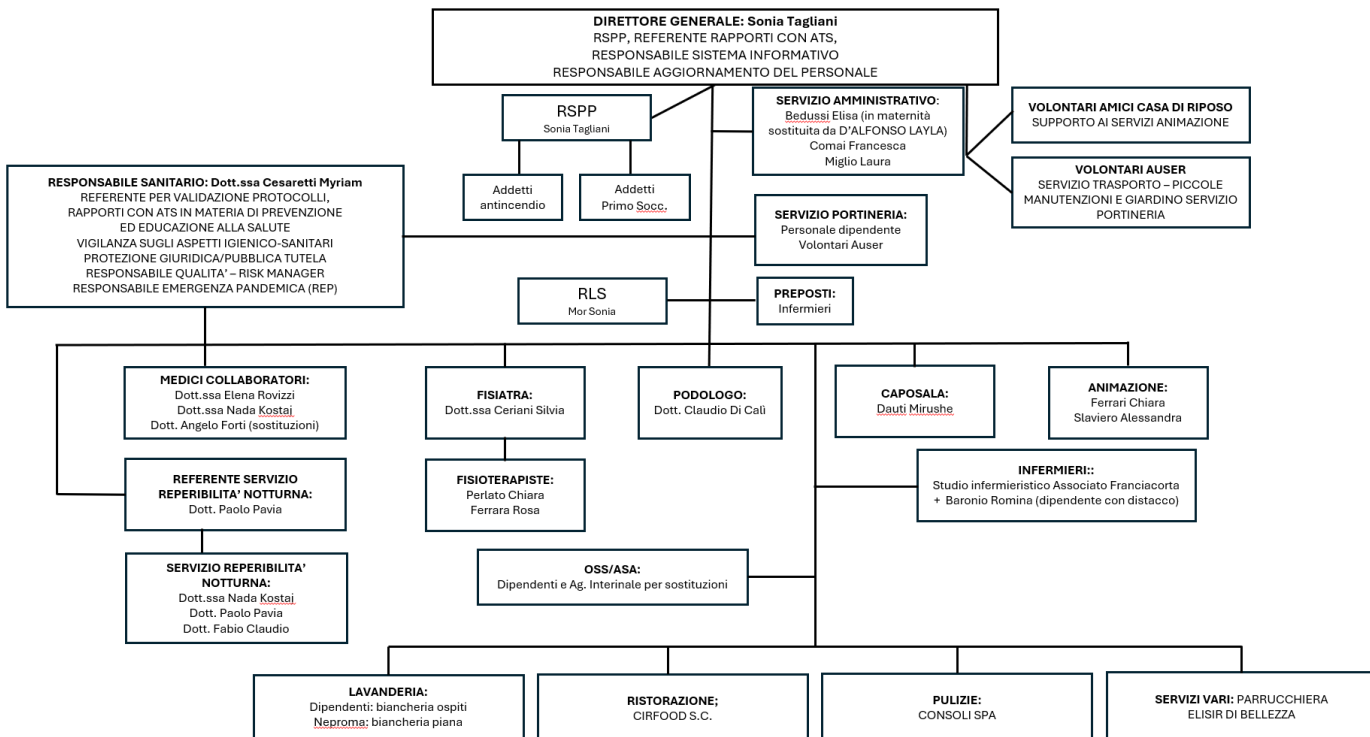 DIRETTORE GENERALE: Sonia Tagliani
RSPP, REFERENTE RAPPORTI CON ATS,
RESPONSABILE SISTEMA INFORMATIVO
RESPONSABILE AGGIORNAMENTO DEL PERSONALE
RSPP
Sonia Tagliani
SERVIZIO AMMINISTRATIVO:
Bedussi Elisa (in maternità
sostituita da D'ALFONSO LAYLA)
Comai Francesca
Miglio Laura
VOLONTARI AMICI CASA DI RIPOSO
SUPPORTO AI SERVIZI ANIMAZIONE
VOLONTARI AUSER
SERVIZIO TRASPORTO – PICCOLE
MANUTENZIONI E GIARDINO SERVIZIO
PORTINERIA
RESPONSABILE SANITARIO: Dott.ssa Cesaretti Myriam
REFERENTE PER VALIDAZIONE PROTOCOLLI,
RAPPORTI CON ATS IN MATERIA DI PREVENZIONE
ED EDUCAZIONE ALLA SALUTE
VIGILANZA SUGLI ASPETTI IGIENICO-SANITARI
PROTEZIONE GIURIDICA/PUBBLICA TUTELA
RESPONSABILE QUALITA' – RISK MANAGER
RESPONSABILE EMERGENZA PANDEMICA (REP)
Addetti
antincendio
Addetti
Primo Socc.
SERVIZIO PORTINERIA:
Personale dipendente
Volontari Auser
RLS
Mor Sonia
PREPOSTI:
Infermieri
MEDICI COLLABORATORI:
Dott.ssa Elena Rovizzi
Dott.ssa Nada Kostaj
Dott. Angelo Forti (sostituzioni)
FISIATRA:
Dott.ssa Ceriani Silvia
PODOLOGO:
Dott. Claudio Di Calì
CAPOSALA:
Dauti Mirushe
ANIMAZIONE:
Ferrari Chiara
Slaviero Alessandra
REFERENTE SERVIZIO
REPERIBILITA' NOTTURNA:
Dott. Paolo Pavia
FISIOTERAPISTE:
Perlato Chiara
Ferrara Rosa
INFERMIERI::
Studio infermieristico Associato Franciacorta
+ Baronio Romina (dipendente con distacco)
SERVIZIO REPERIBILITA'
NOTTURNA:
Dott.ssa Nada Kostaj
Dott. Paolo Pavia
Dott. Fabio Claudio
OSS/ASA:
Dipendenti e Ag. Interinale per sostituzioni
LAVANDERIA:
Dipendenti: biancheria ospiti
Neproma: biancheria piana
RISTORAZIONE;
CIRFOOD S.C.
PULIZIE:
CONSOLI SPA
SERVIZI VARI: PARRUCCHIERA
ELISIR DI BELLEZZA